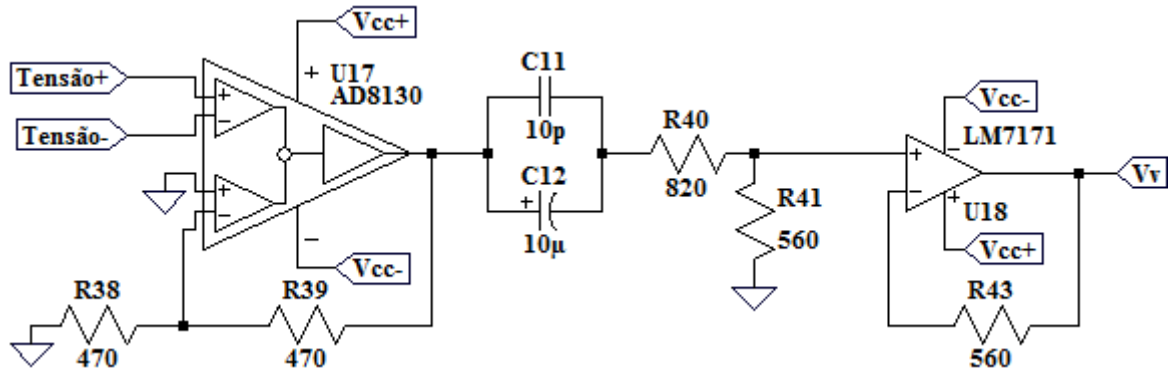 Vcc+
Tensão+
+
U17
AD8130
Tensão-
+
-
+
-
-
Vcc-
R38
470
R39
470
C11
10p
C12
+
10µ
R40
820
R41
560
Vcc-
-
LM7171
+
-
+
U18
Vcc+
Vv
R43
560